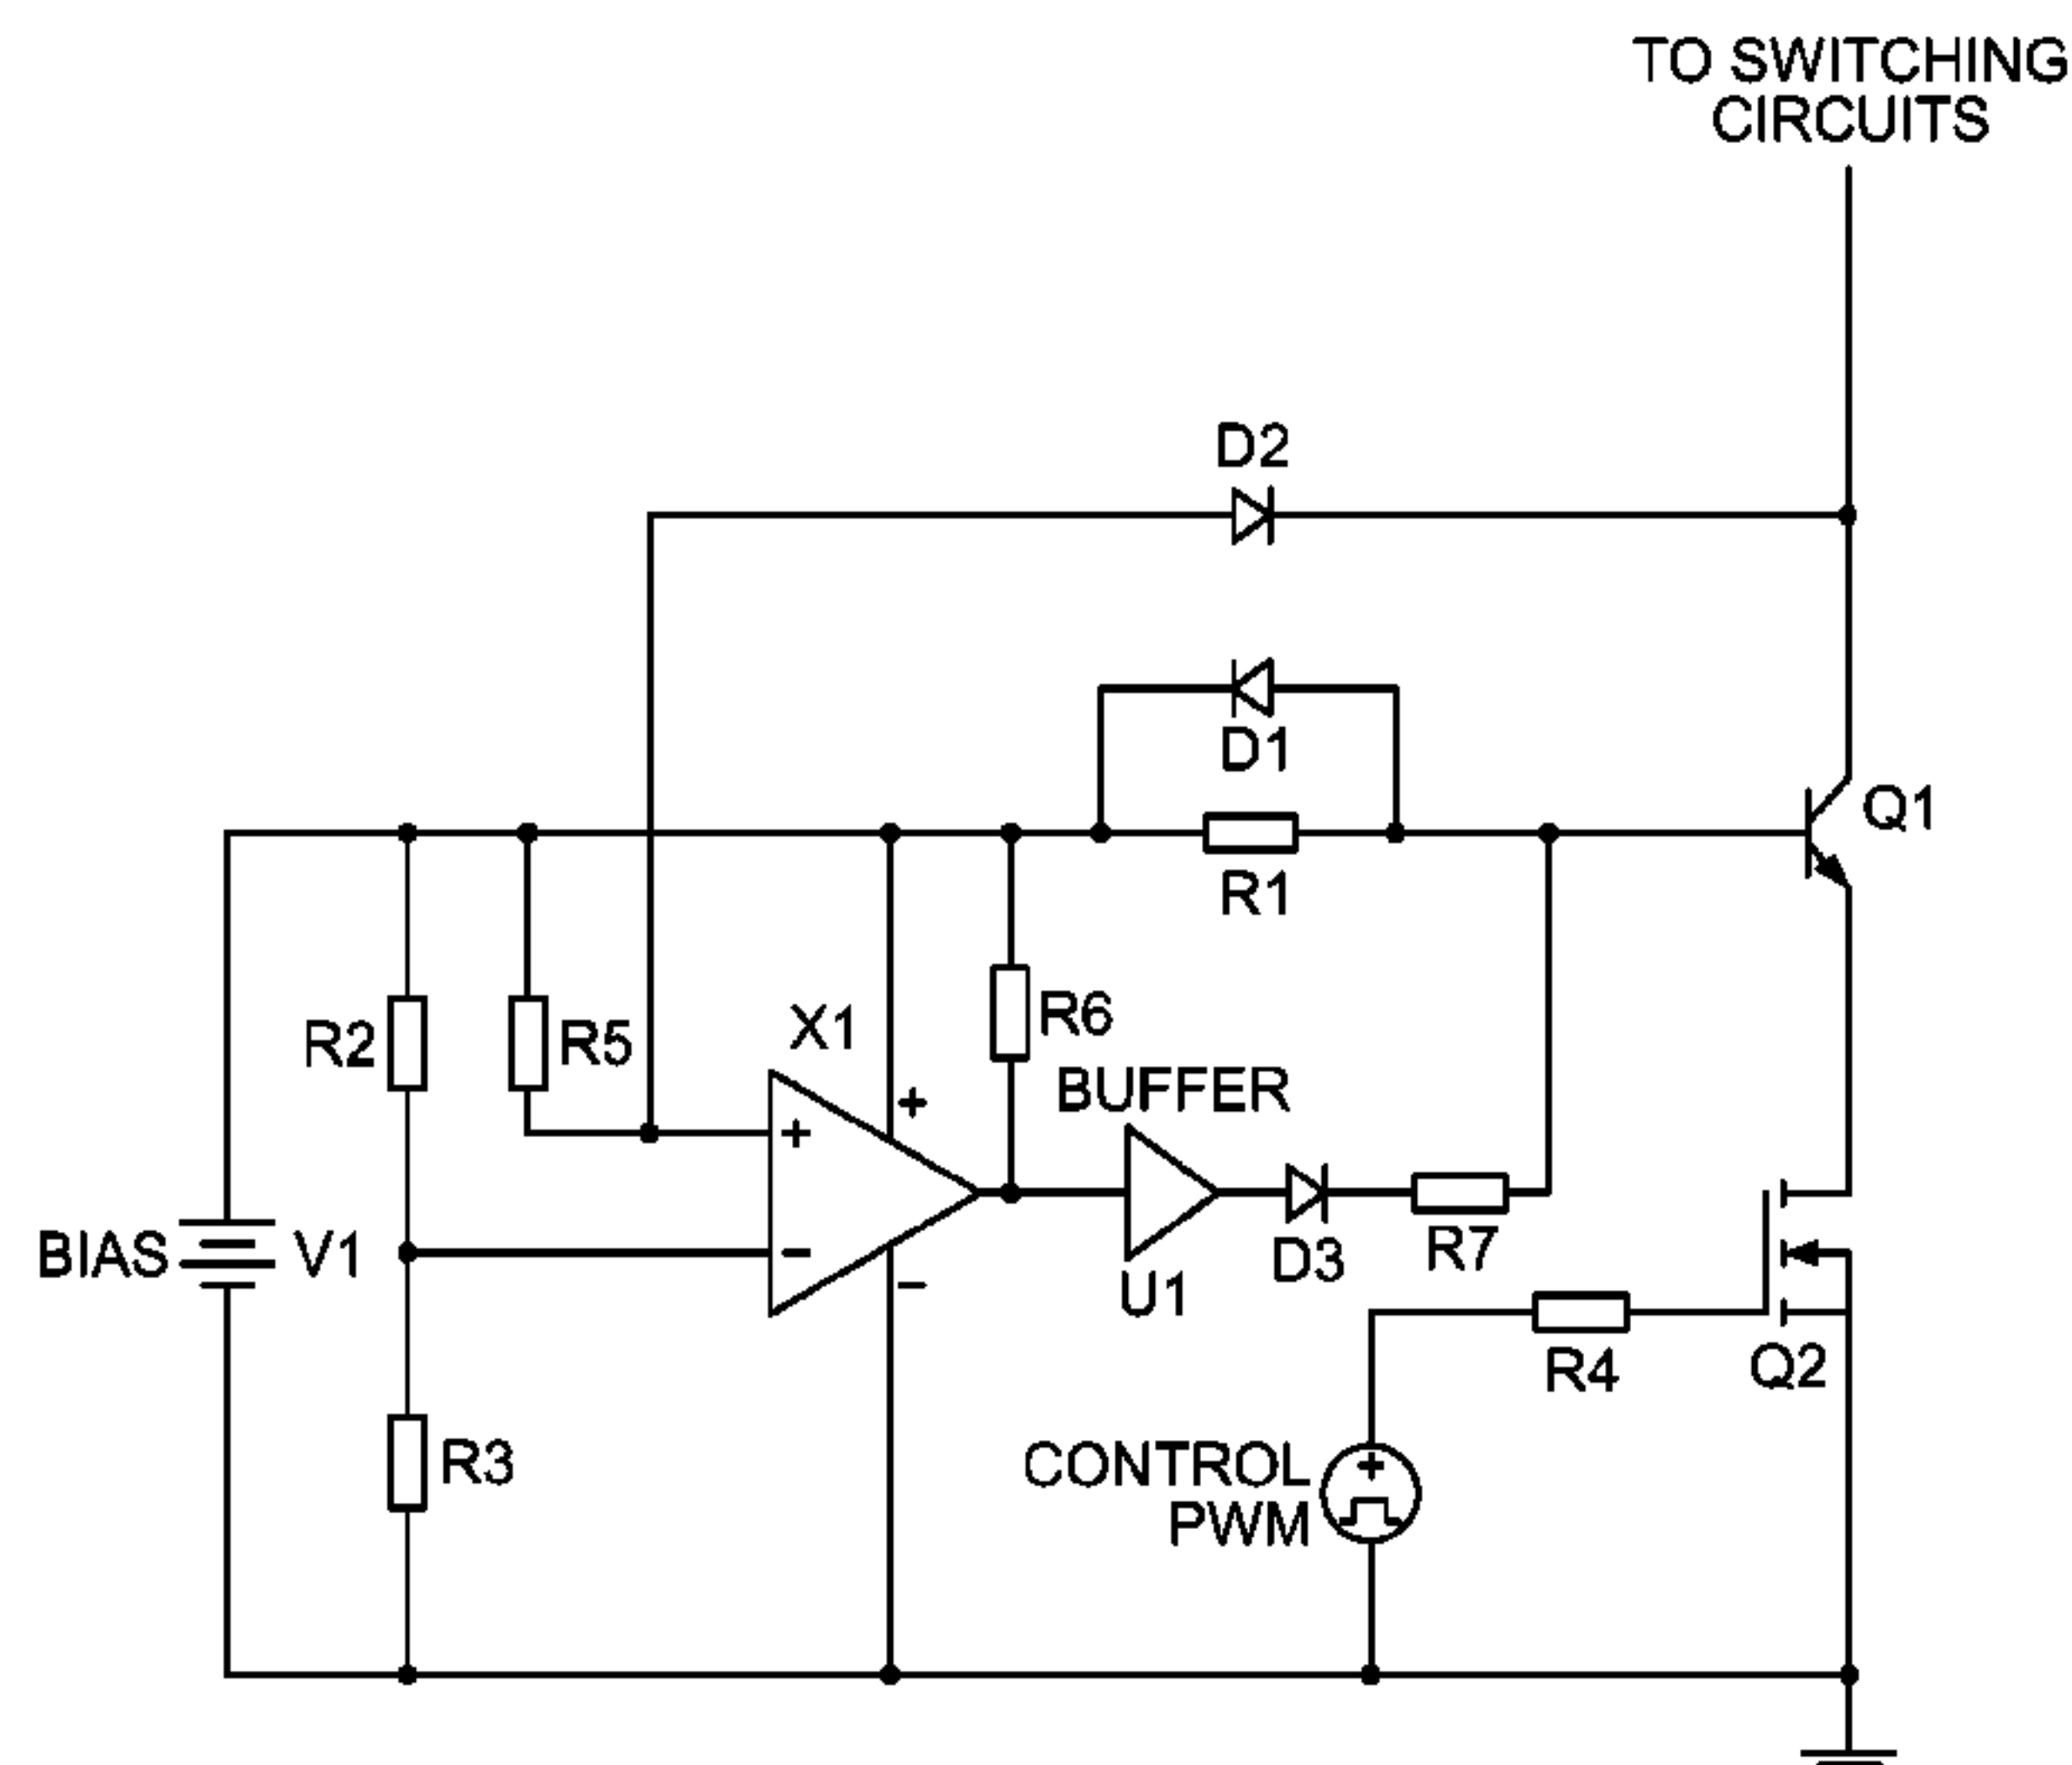 TO SWITCHING
CIRCUITS
D2
D1
Q1
R1
R2
R5
X1
R6
+
BUFFER
+
BIAS
V1
−
−
U1
D3
R7
R4
Q2
R3
CONTROL
PWM
+